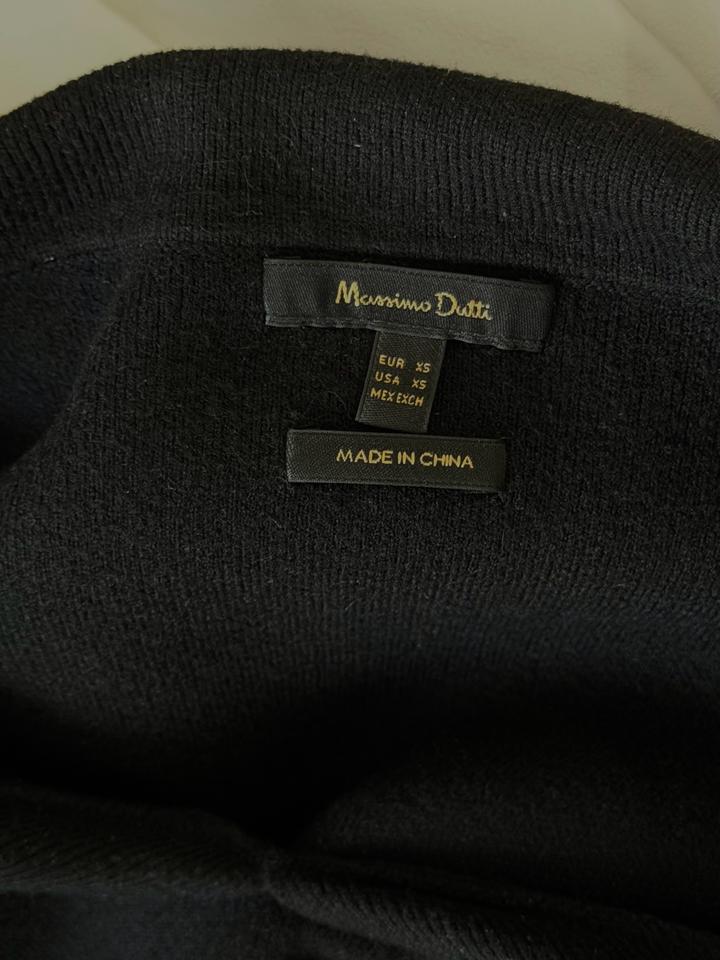 Massimo Dutti
EUR XS
USA XS
MEX EXCH
MADE IN CHINA